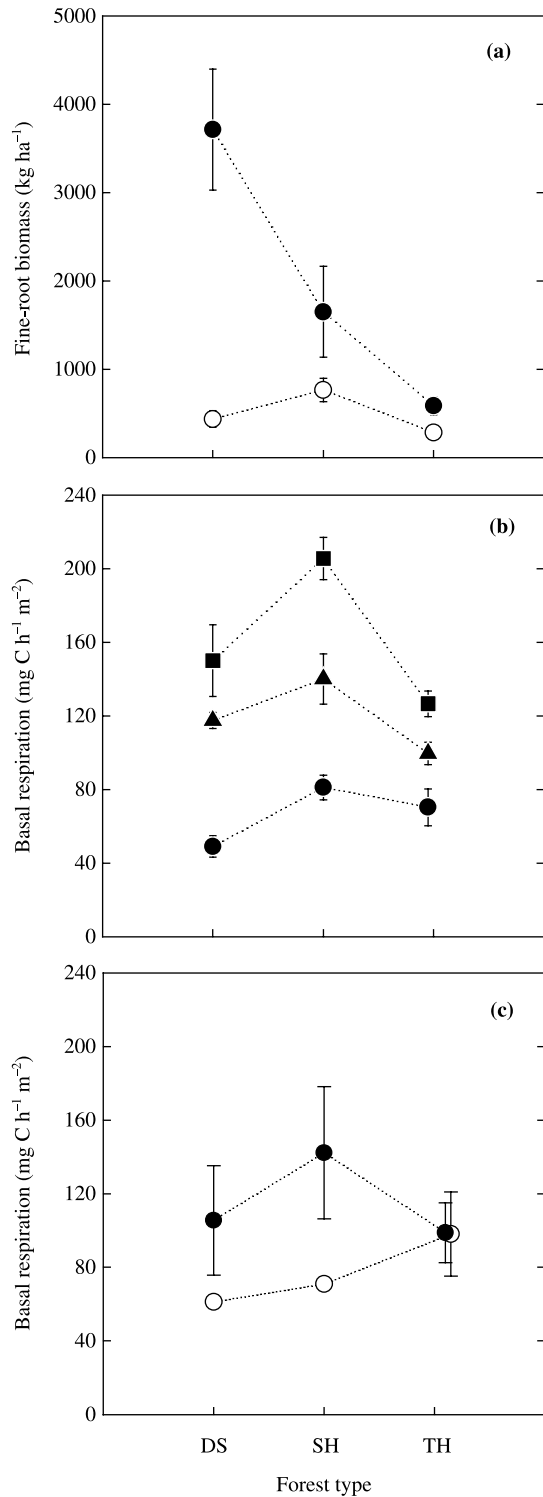 5000
(a)
4000
3000
2000
1000
0
Fine-root biomass (kg ha⁻¹)
240
(b)
200
160
120
80
40
0
Basal respiration (mg C h⁻¹ m⁻²)
240
(c)
200
160
120
80
40
0
Basal respiration (mg C h⁻¹ m⁻²)
DS SH TH
Forest type